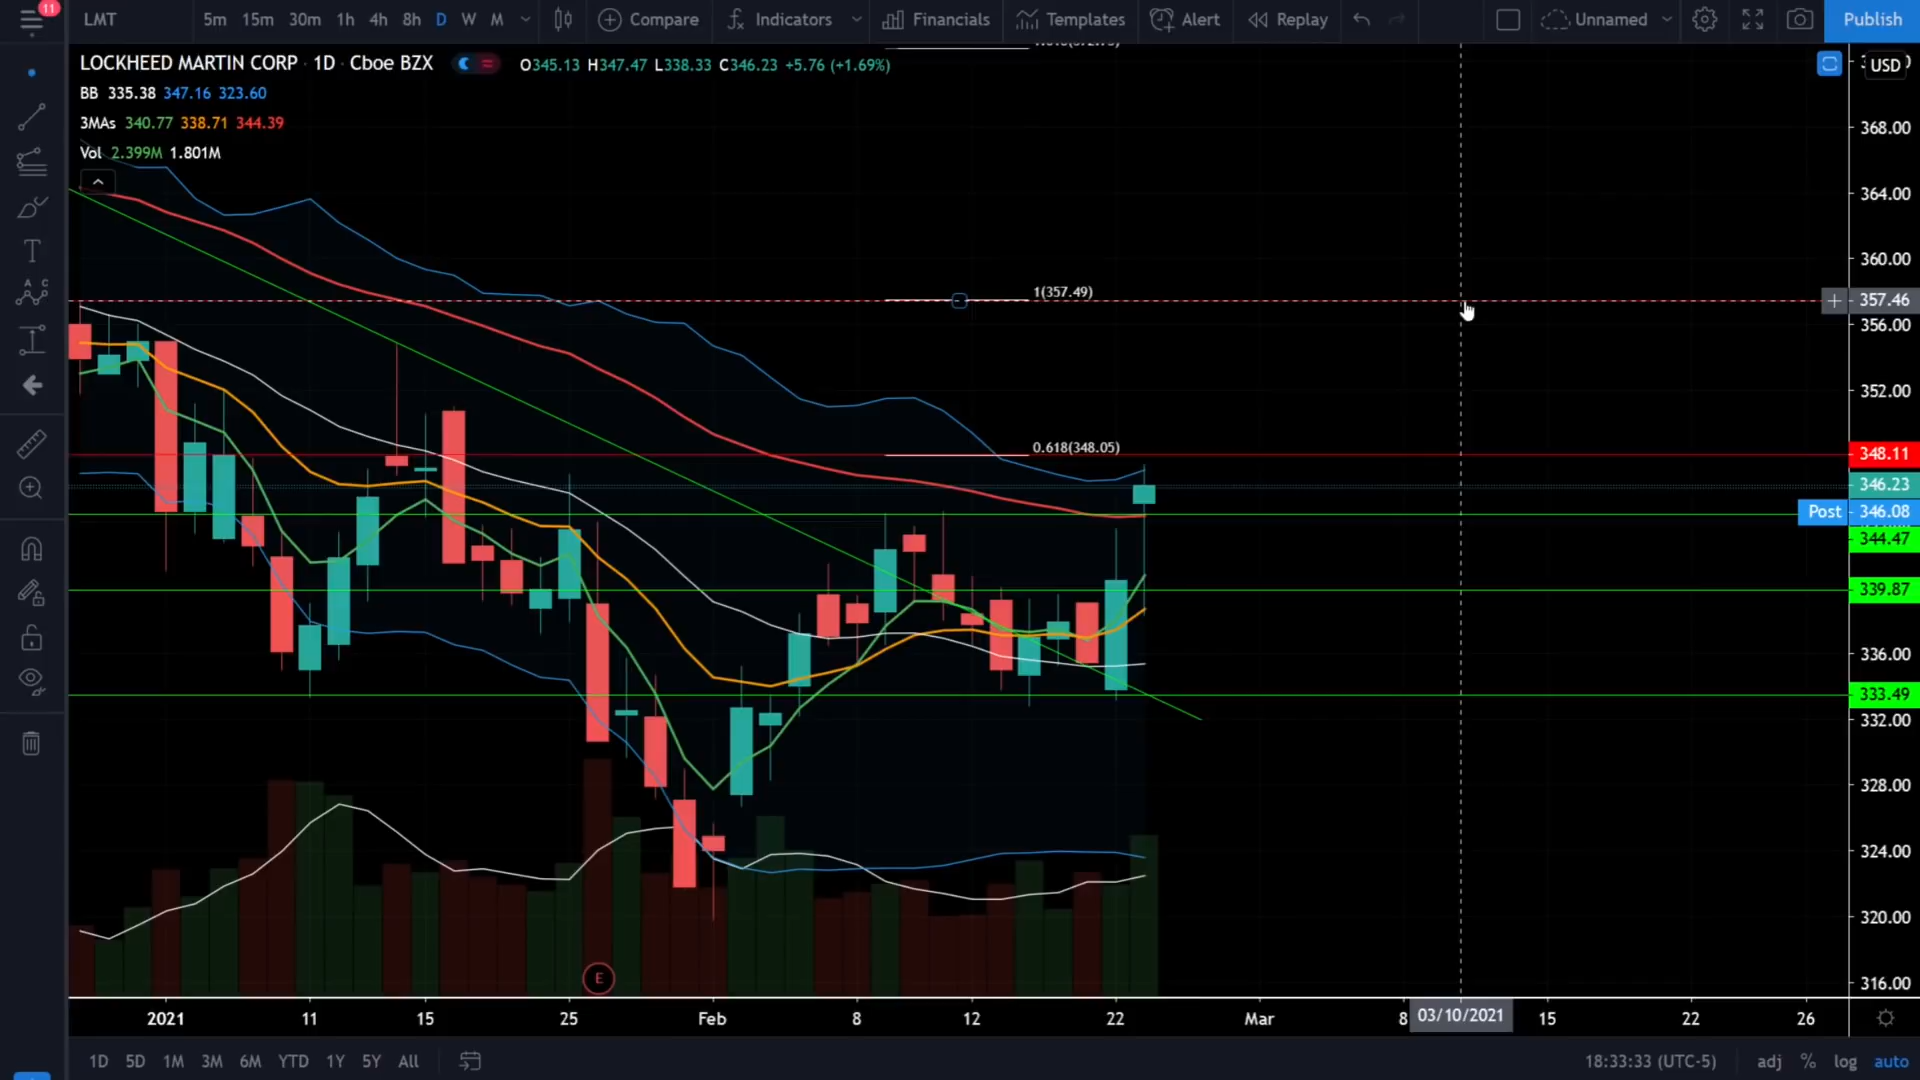 11
LMT
5m 15m 30m 1h 4h 8h D W M
Compare
Indicators
Financials
Templates
Alert
Replay
Unnamed
Publish
LOCKHEED MARTIN CORP · 1D · Cboe BZX
O345.13 H347.47 L338.33 C346.23 +5.76 (+1.69%)
USD
BB 335.38 347.16 323.60
3MAs 340.77 338.71 344.39
Vol 2.399M 1.801M
368.00
364.00
360.00
1(357.49)
357.46
356.00
352.00
0.618(348.05)
348.11
346.23
Post 346.08
344.47
339.87
336.00
333.49
332.00
328.00
324.00
320.00
316.00
E
2021 11 15 25 Feb 8 12 22 Mar 8 03/10/2021 15 22 26
1D 5D 1M 3M 6M YTD 1Y 5Y All
18:33:33 (UTC-5)
adj % log auto